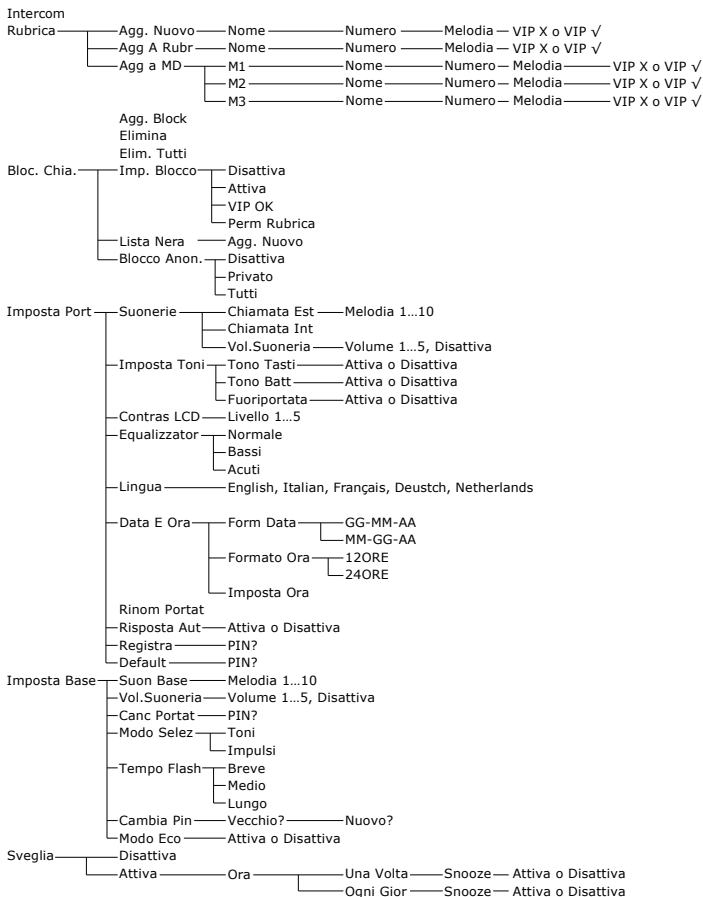 Intercom
Rubrica Agg. Nuovo Nome Numero Melodia VIP X o VIP √
Agg A Rubr Nome Numero Melodia VIP X o VIP √
Agg a MD M1 Nome Numero Melodia VIP X o VIP √
M2 Nome Numero Melodia VIP X o VIP √
M3 Nome Numero Melodia VIP X o VIP √
Agg. Block
Elimina
Elim. Tutti
Bloc. Chia. Imp. Blocco Disattiva
Attiva
VIP OK
Perm Rubrica
Lista Nera Agg. Nuovo
Blocco Anon. Disattiva
Privato
Tutti
Imposta Port Suonerie Chiamata Est Melodia 1...10
Chiamata Int
Vol.Suoneria Volume 1...5, Disattiva
Imposta Toni Tono Tasti Attiva o Disattiva
Tono Batt Attiva o Disattiva
Fuoriportata Attiva o Disattiva
Contras LCD Livello 1...5
Equalizzator Normale
Bassi
Acuti
Lingua English, Italian, Français, Deustch, Netherlands
Data E Ora Form Data GG-MM-AA
MM-GG-AA
Formato Ora 12ORE
24ORE
Imposta Ora
Rinom Portat
Risposta Aut Attiva o Disattiva
Registra PIN?
Default PIN?
Imposta Base Suon Base Melodia 1...10
Vol.Suoneria Volume 1...5, Disattiva
Canc Portat PIN?
Modo Selez Toni
Impulsi
Tempo Flash Breve
Medio
Lungo
Cambia Pin Vecchio? Nuovo?
Modo Eco Attiva o Disattiva
Sveglia Disattiva
Attiva Ora Una Volta Snooze Attiva o Disattiva
Ogni Gior Snooze Attiva o Disattiva